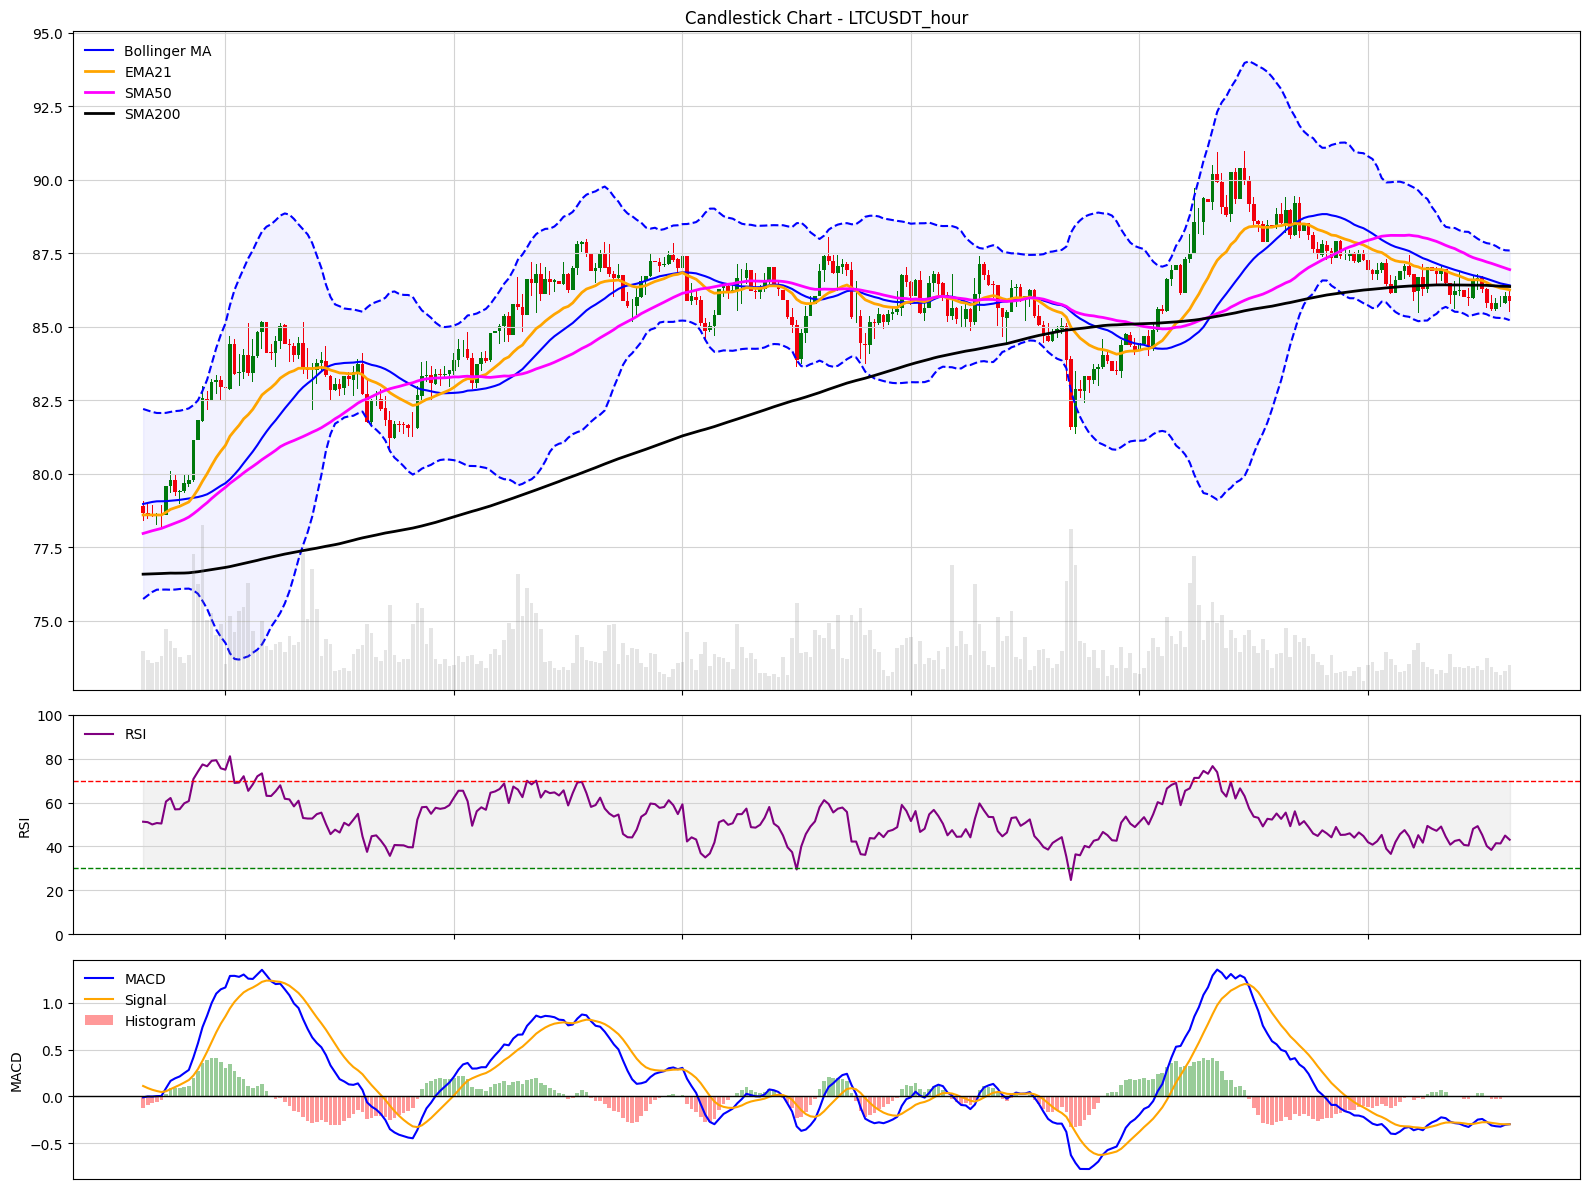 Candlestick Chart - LTCUSDT_hour
95.0
92.5
90.0
87.5
85.0
82.5
80.0
77.5
75.0
Bollinger MA
EMA21
SMA50
SMA200
100
80
60
40
20
0
RSI
RSI
1.0
0.5
0.0
−0.5
MACD
MACD
Signal
Histogram